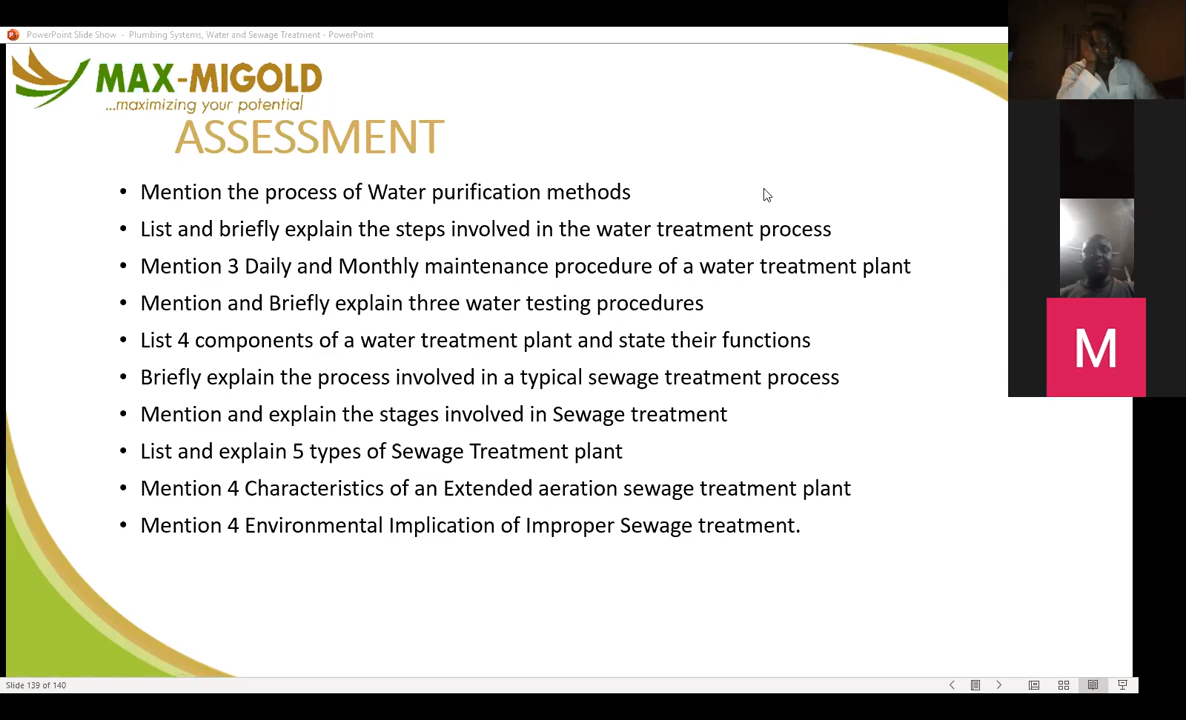 PowerPoint Slide Show - Plumbing Systems, Water and Sewage Treatment - PowerPoint
MAX-MIGOLD
...maximizing your potential
ASSESSMENT
• Mention the process of Water purification methods
• List and briefly explain the steps involved in the water treatment process
• Mention 3 Daily and Monthly maintenance procedure of a water treatment plant
• Mention and Briefly explain three water testing procedures
• List 4 components of a water treatment plant and state their functions
• Briefly explain the process involved in a typical sewage treatment process
• Mention and explain the stages involved in Sewage treatment
• List and explain 5 types of Sewage Treatment plant
• Mention 4 Characteristics of an Extended aeration sewage treatment plant
• Mention 4 Environmental Implication of Improper Sewage treatment.
M
Slide 139 of 140